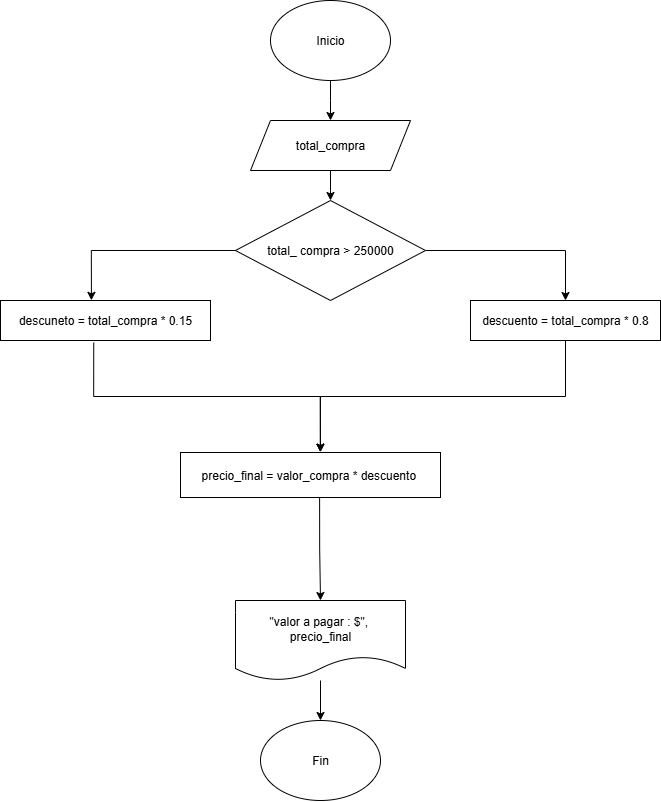 Inicio
total_compra
total_ compra > 250000
descuneto = total_compra * 0.15
descuento = total_compra * 0.8
precio_final = valor_compra * descuento
"valor a pagar : $",
precio_final
Fin